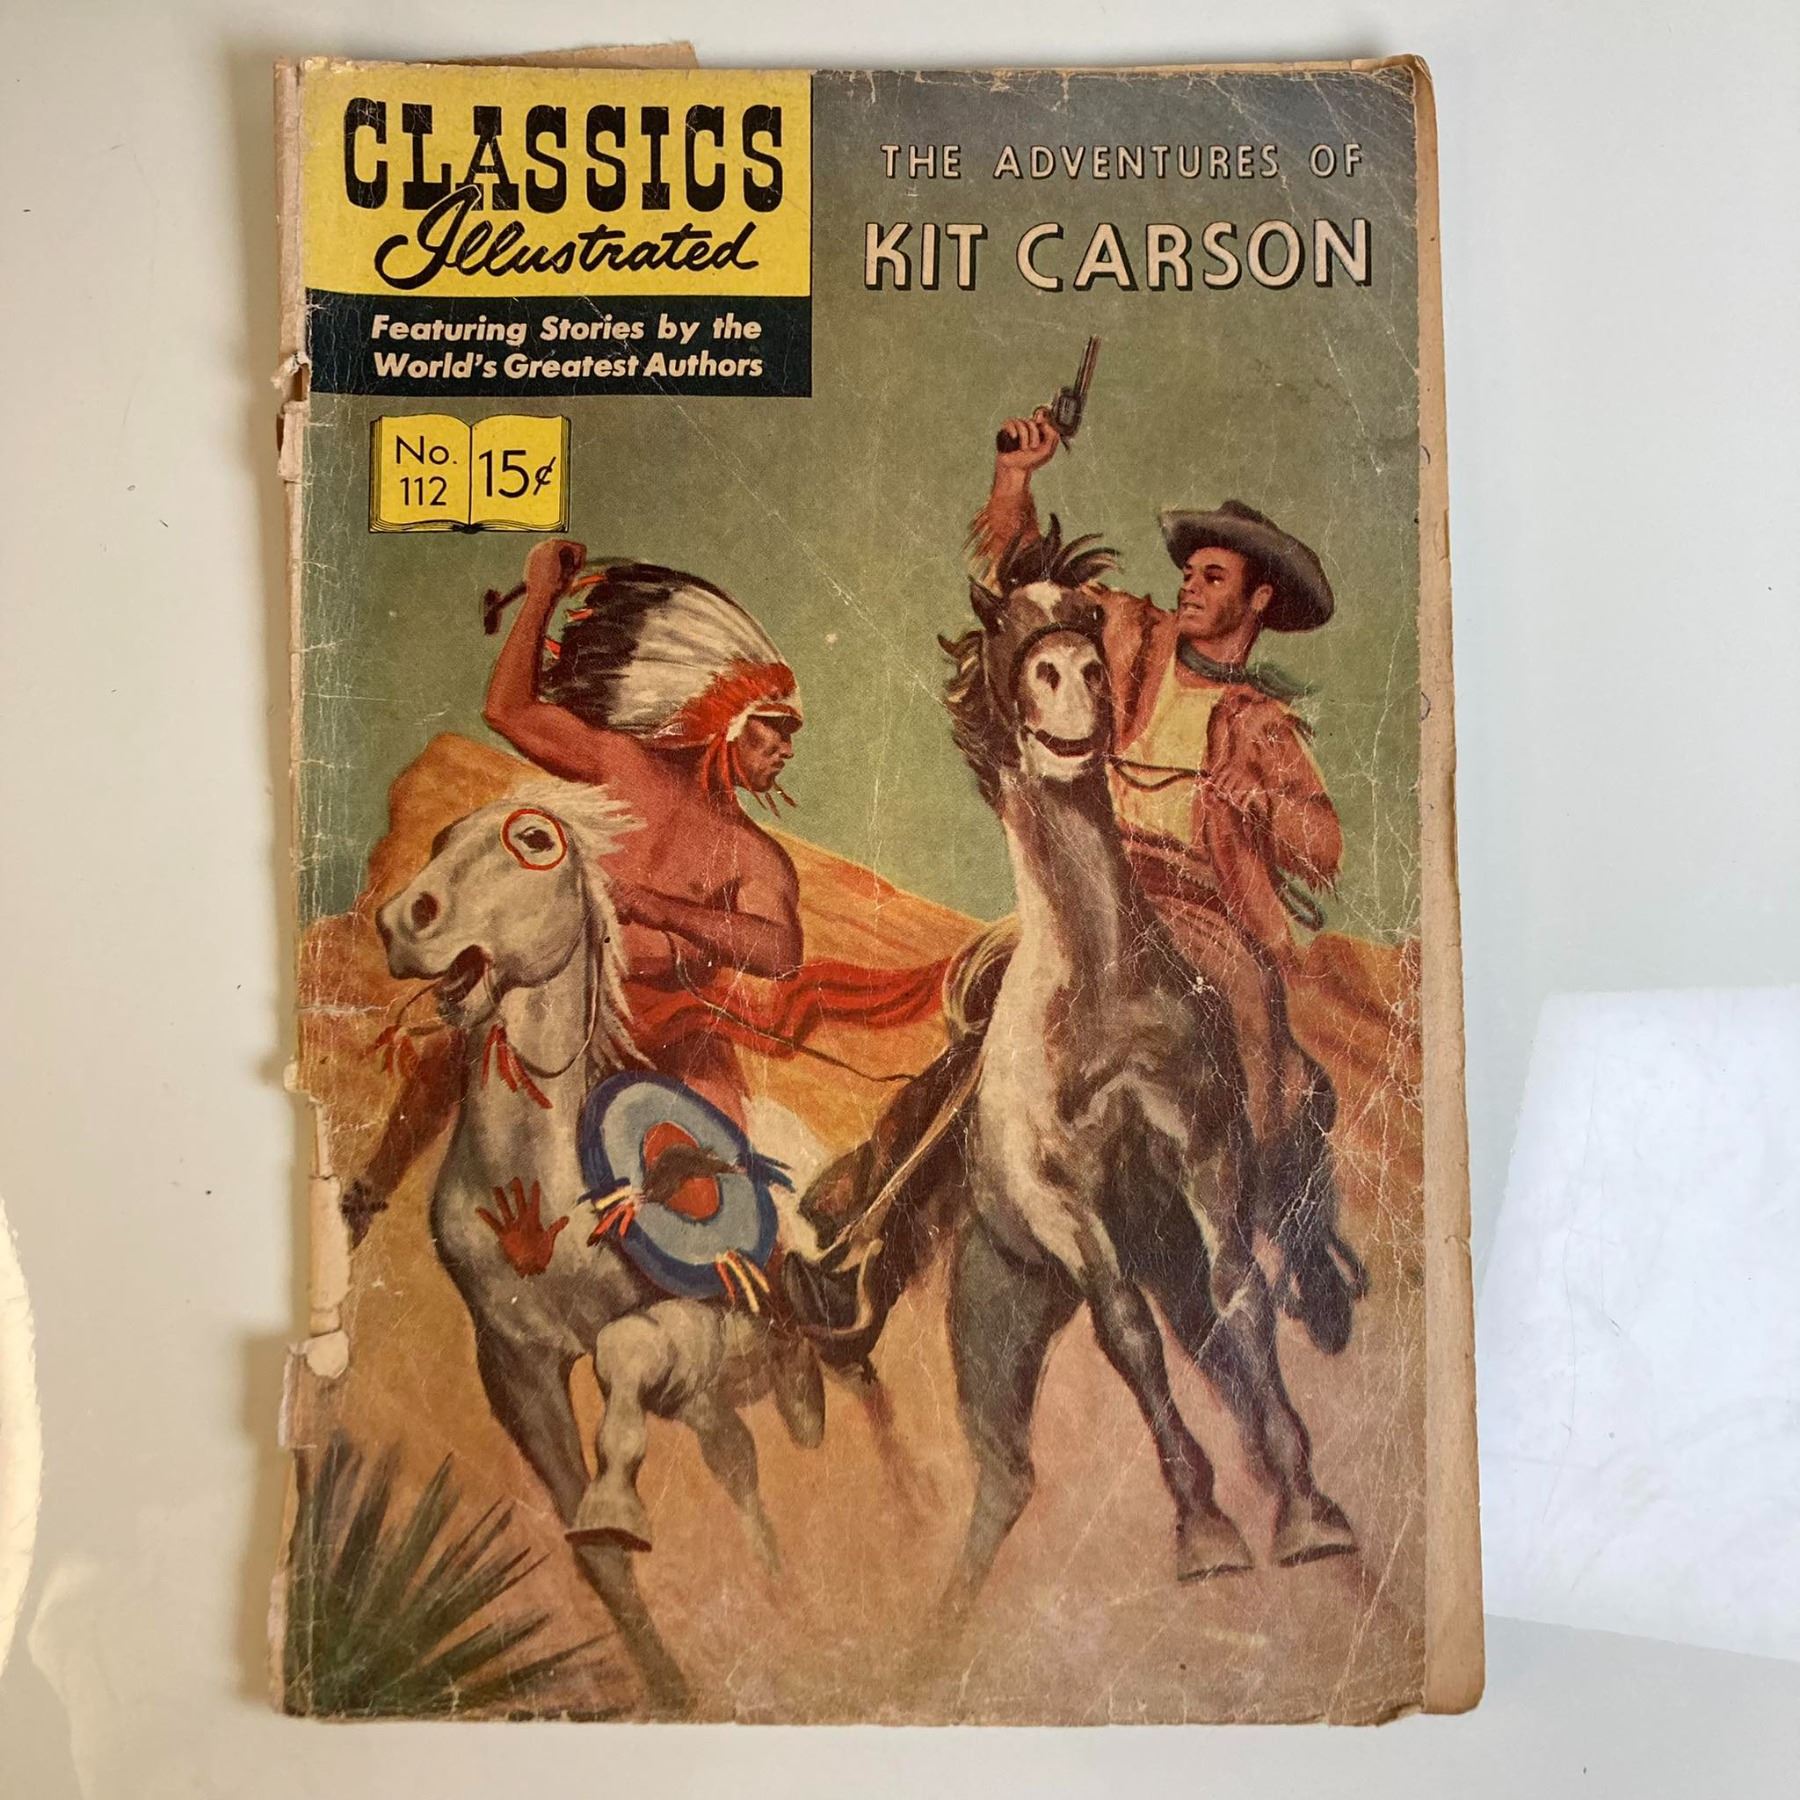 CLASSICS
Illustrated
Featuring Stories by the
World's Greatest Authors
No.
112
15¢
THE ADVENTURES OF
KIT CARSON